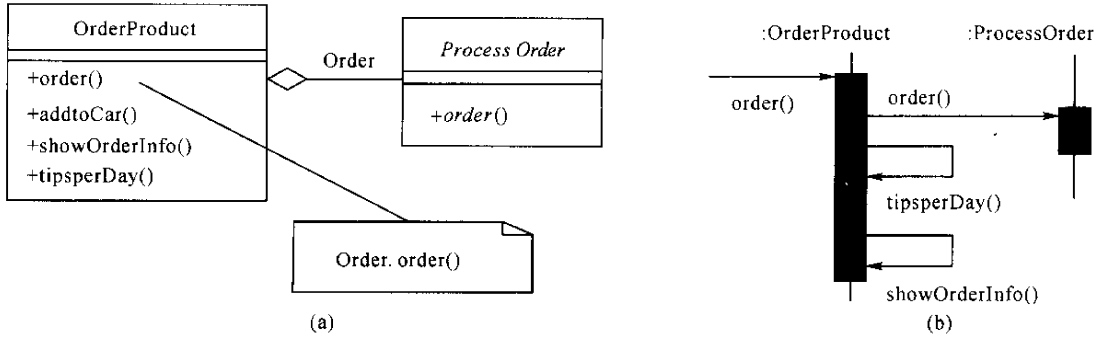 OrderProduct
+order()
+addtoCar()
+showOrderInfo()
+tipsperDay()
Order
Process Order
+order()
Order. order()
(a)
:OrderProduct
:ProcessOrder
order()
order()
tipsperDay()
showOrderInfo()
(b)